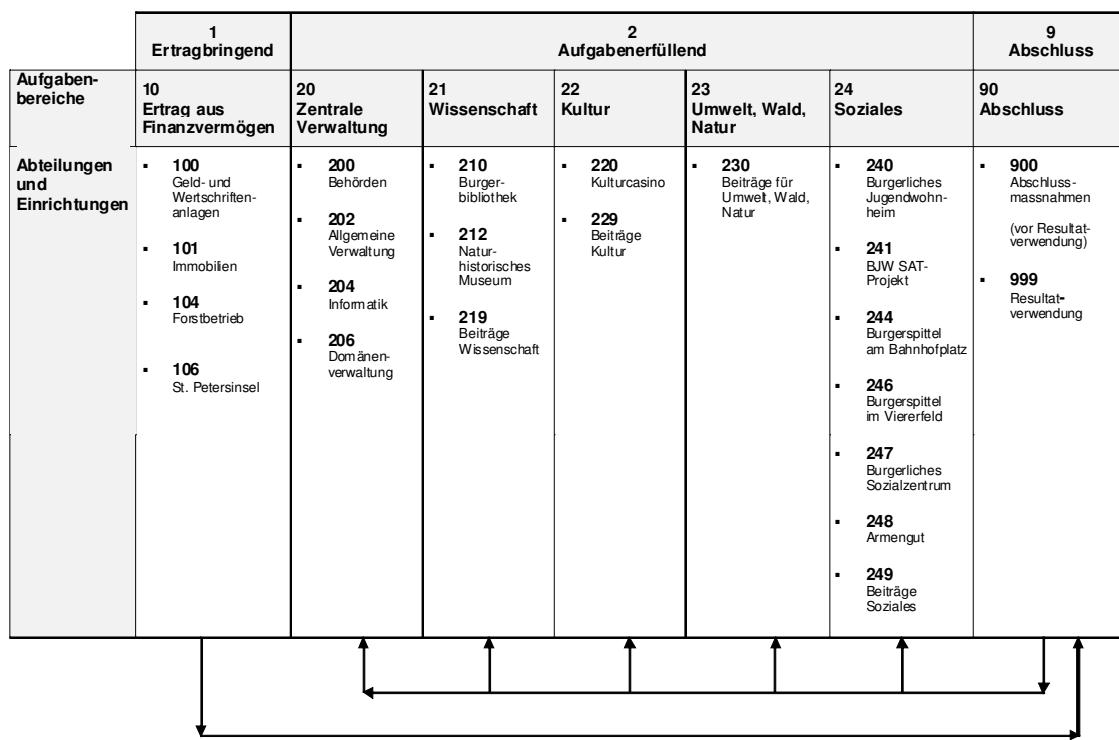 1
Ertragbringend
2
Aufgabenerfüllend
9
Abschluss
Aufgaben-
bereiche
10
Ertrag aus
Finanzvermögen
20
Zentrale
Verwaltung
21
Wissenschaft
22
Kultur
23
Umwelt, Wald,
Natur
24
Soziales
90
Abschluss
Abteilungen
und
Einrichtungen
▪ 100
Geld- und
Wertschriften-
anlagen
▪ 101
Immobilien
▪ 104
Forstbetrieb
▪ 106
St. Petersinsel
▪ 200
Behörden
▪ 202
Allgemeine
Verwaltung
▪ 204
Informatik
▪ 206
Domänen-
verwaltung
▪ 210
Burger-
bibliothek
▪ 212
Natur-
historisches
Museum
▪ 219
Beiträge
Wissenschaft
▪ 220
Kulturcasino
▪ 229
Beiträge
Kultur
▪ 230
Beiträge für
Umwelt, Wald,
Natur
▪ 240
Burgerliches
Jugendwohn-
heim
▪ 241
BJW SAT-
Projekt
▪ 244
Burgerspittel
am Bahnhofplatz
▪ 246
Burgerspittel
im Viererfeld
▪ 247
Burgerliches
Sozialzentrum
▪ 248
Armengut
▪ 249
Beiträge
Soziales
▪ 900
Abschluss-
massnahmen
(vor Resultat-
verwendung)
▪ 999
Resultat-
verwendung